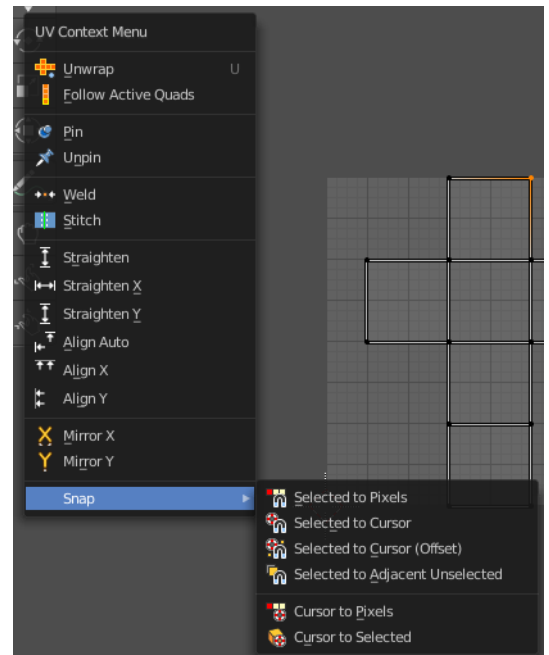 UV Context Menu
Unwrap U
Follow Active Quads
Pin
Unpin
Weld
Stitch
Straighten
Straighten X
Straighten Y
Align Auto
Align X
Align Y
Mirror X
Mirror Y
Snap
Selected to Pixels
Selected to Cursor
Selected to Cursor (Offset)
Selected to Adjacent Unselected
Cursor to Pixels
Cursor to Selected